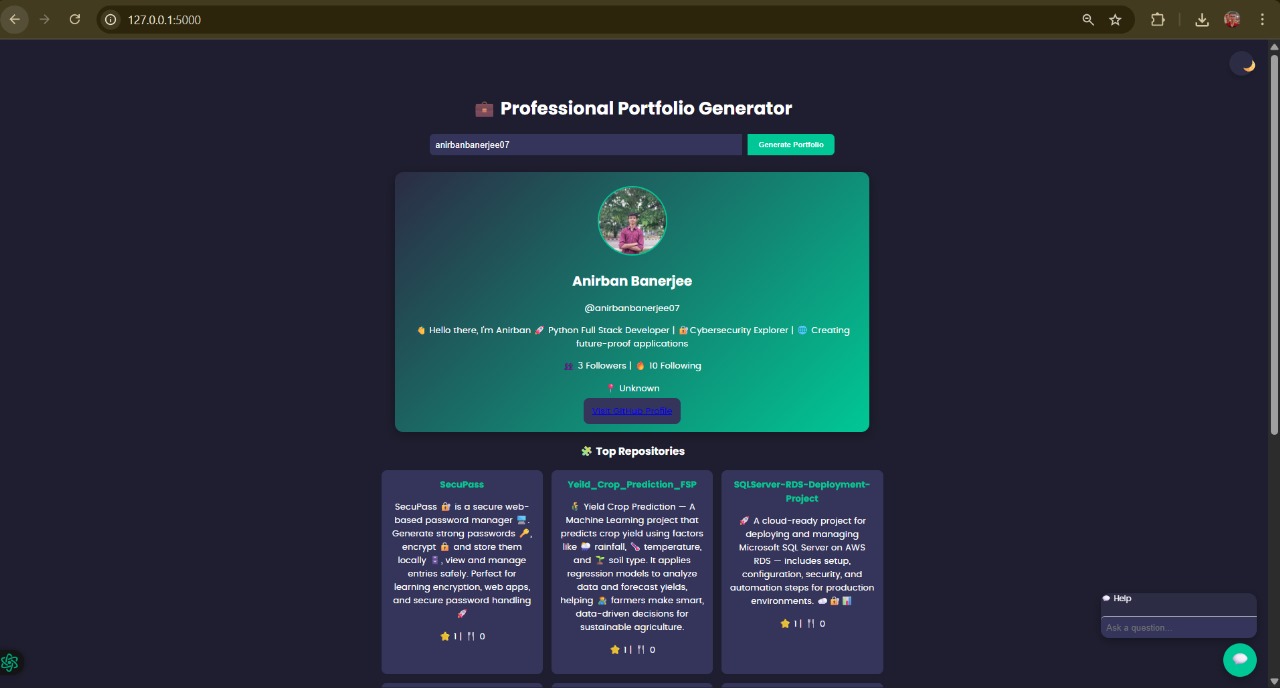 127.0.0.1:5000
💼 Professional Portfolio Generator
anirbanbanerjee07
Generate Portfolio
Anirban Banerjee
@anirbanbanerjee07
👋 Hello there, I'm Anirban 🚀 Python Full Stack Developer | 🔐Cybersecurity Explorer | 🌐 Creating
future-proof applications
👥 3 Followers | 🔥 10 Following
📍 Unknown
Visit GitHub Profile
🧩 Top Repositories
SecuPass
SecuPass 🔐 is a secure web-
based password manager 💻.
Generate strong passwords 🔑,
encrypt 🔒 and store them
locally 🗄️, view and manage
entries safely. Perfect for
learning encryption, web apps,
and secure password handling
🚀
⭐ 1 | 🍴 0
Yeild_Crop_Prediction_FSP
🌾 Yield Crop Prediction — A
Machine Learning project that
predicts crop yield using factors
like 🌧️ rainfall, 🌡️ temperature,
and 🌱 soil type. It applies
regression models to analyze
data and forecast yields,
helping 👨‍🌾 farmers make smart,
data-driven decisions for
sustainable agriculture.
⭐ 1 | 🍴 0
SQLServer-RDS-Deployment-
Project
🚀 A cloud-ready project for
deploying and managing
Microsoft SQL Server on AWS
RDS — includes setup,
configuration, security, and
automation steps for production
environments. ☁️🔐📊
⭐ 1 | 🍴 0
💬 Help
Ask a question...